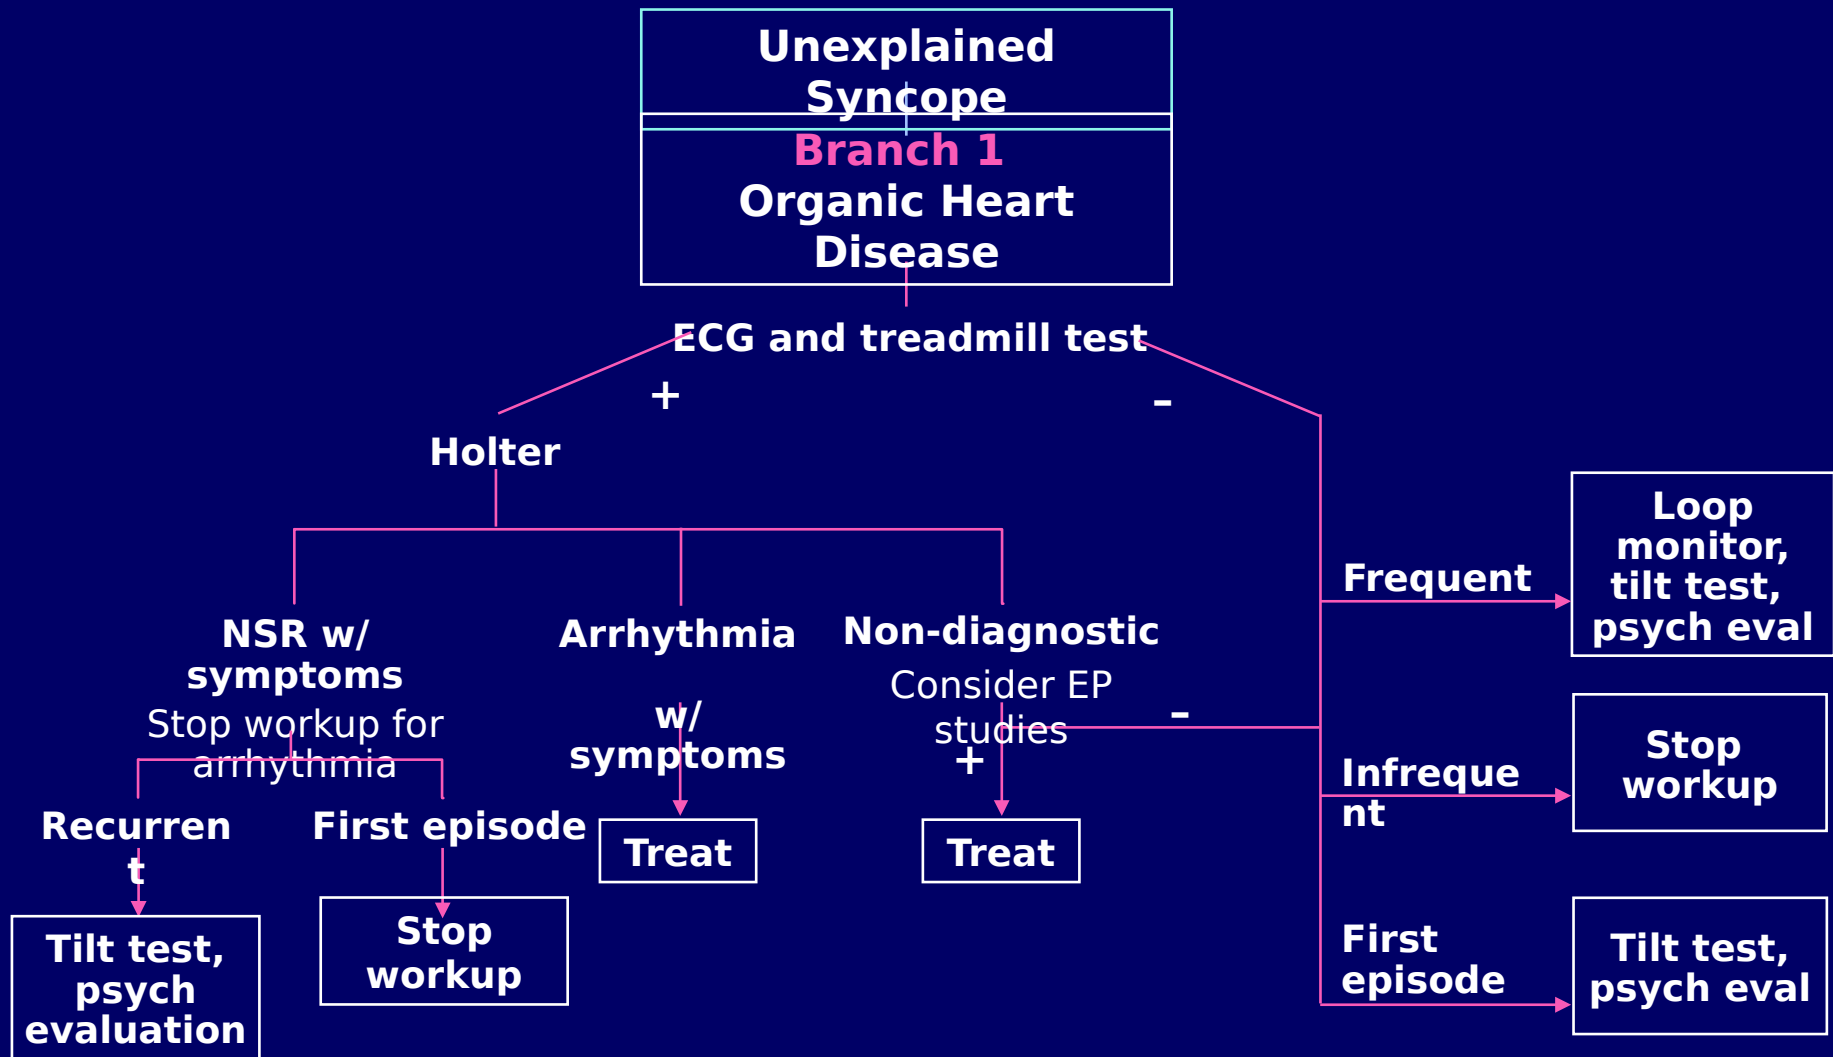 Unexplained
Syncope
Branch 1
Organic Heart
Disease
ECG and treadmill test
+
–
Holter
NSR w/
symptoms
Stop workup for
arrhythmia
Recurren
t
Tilt test,
psych
evaluation
First episode
Stop
workup
Arrhythmia
w/
symptoms
Treat
Non-diagnostic
Consider EP
studies
+
–
Treat
Frequent
Loop
monitor,
tilt test,
psych eval
Infreque
nt
Stop
workup
First
episode
Tilt test,
psych eval